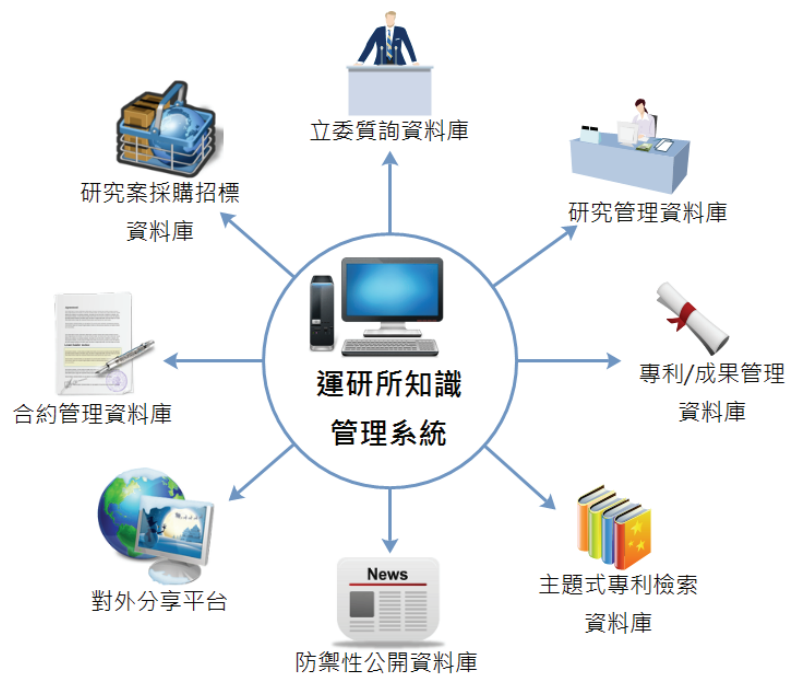 立委質詢資料庫
研究案採購招標
資料庫
研究管理資料庫
運研所知識
管理系統
專利/成果管理
資料庫
合約管理資料庫
對外分享平台
News
主題式專利檢索
資料庫
防禦性公開資料庫